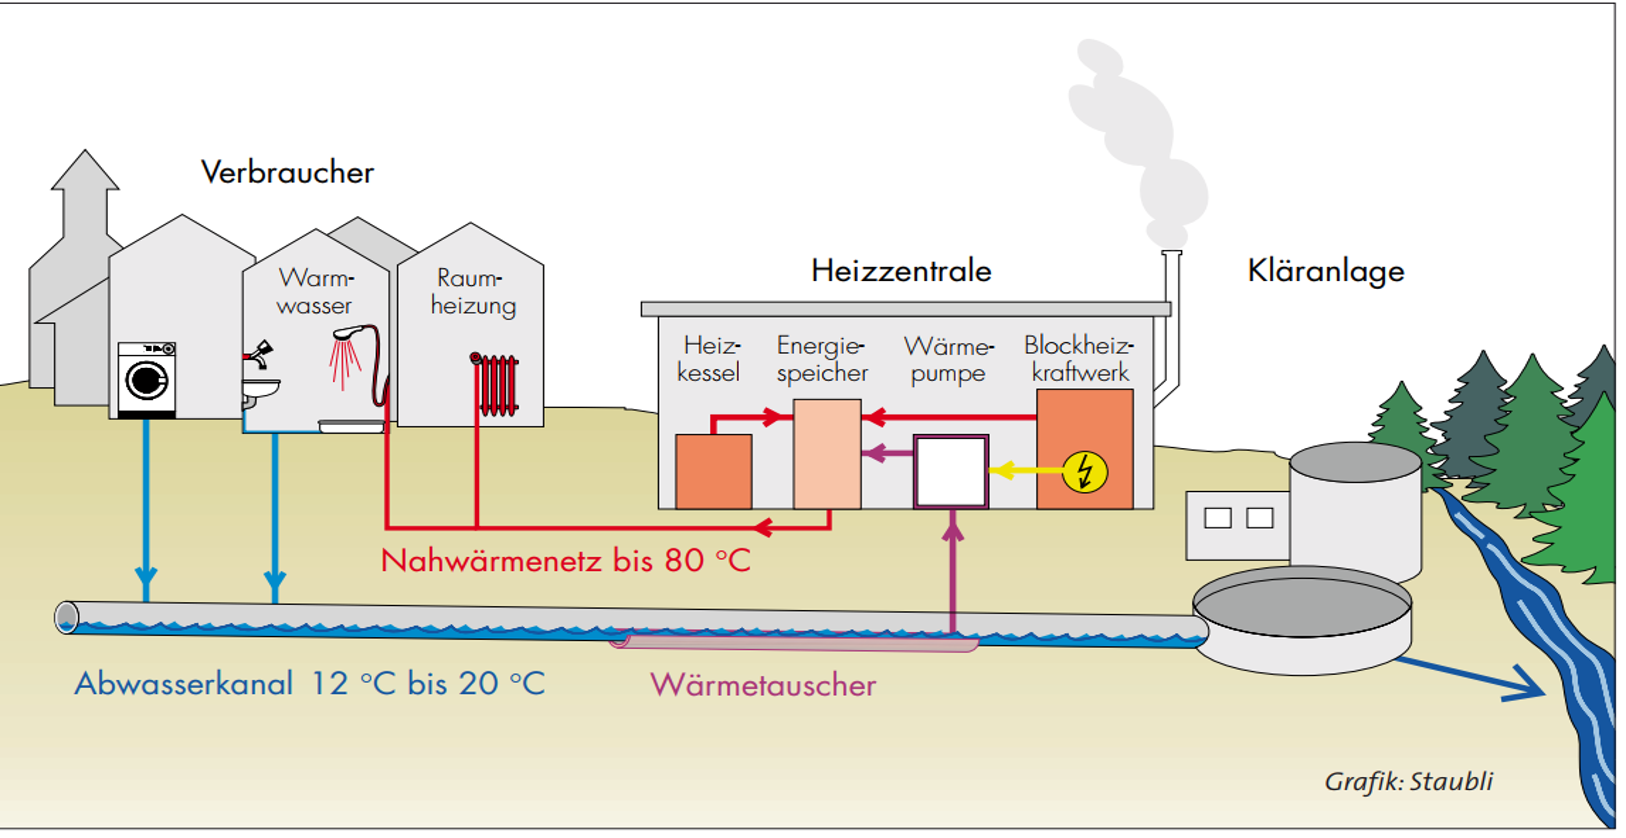 Verbraucher
Warm-
wasser
Raum-
heizung
Heizzentrale
Kläranlage
Heiz-
kessel
Energie-
speicher
Wärme-
pumpe
Blockheiz-
kraftwerk
Nahwärmenetz bis 80 °C
Abwasserkanal 12 °C bis 20 °C
Wärmetauscher
Grafik: Staubli